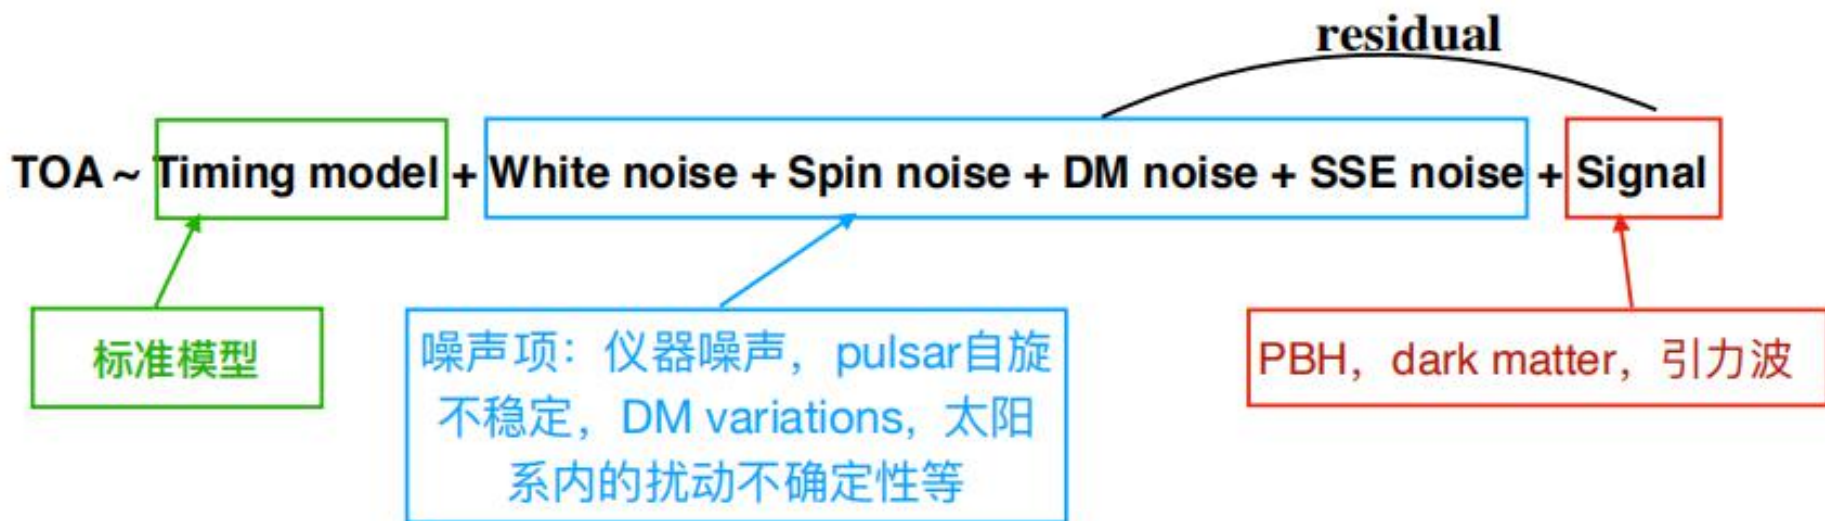 residual
TOA ~ Timing model + White noise + Spin noise + DM noise + SSE noise + Signal
标准模型
噪声项：仪器噪声，pulsar自旋
不稳定，DM variations，太阳
系内的扰动不确定性等
PBH，dark matter，引力波